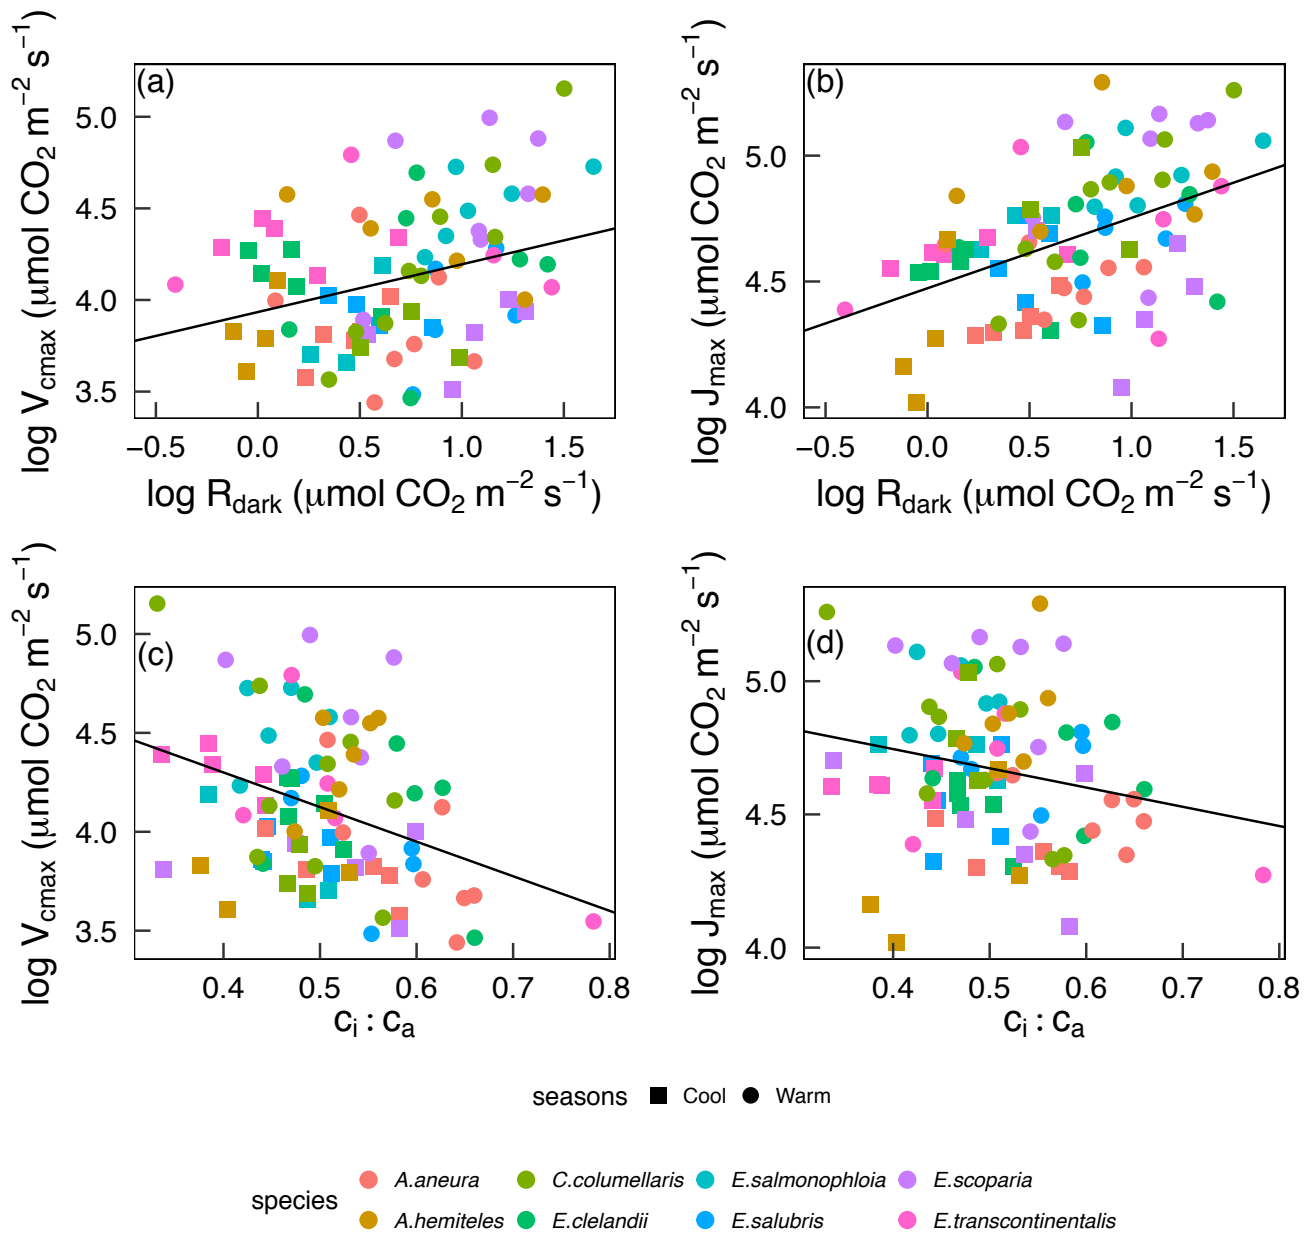 (a)
log Vcmax (μmol CO2 m−2 s−1)
5.0
4.5
4.0
3.5
−0.5 0.0 0.5 1.0 1.5
log Rdark (μmol CO2 m−2 s−1)
(b)
log Jmax (μmol CO2 m−2 s−1)
5.0
4.5
4.0
−0.5 0.0 0.5 1.0 1.5
log Rdark (μmol CO2 m−2 s−1)
(c)
log Vcmax (μmol CO2 m−2 s−1)
5.0
4.5
4.0
3.5
0.4 0.5 0.6 0.7 0.8
ci : ca
(d)
log Jmax (μmol CO2 m−2 s−1)
5.0
4.5
4.0
0.4 0.5 0.6 0.7 0.8
ci : ca
seasons Cool Warm
species
A.aneura C.columellaris E.salmonophloia E.scoparia
A.hemiteles E.clelandii E.salubris E.transcontinentalis